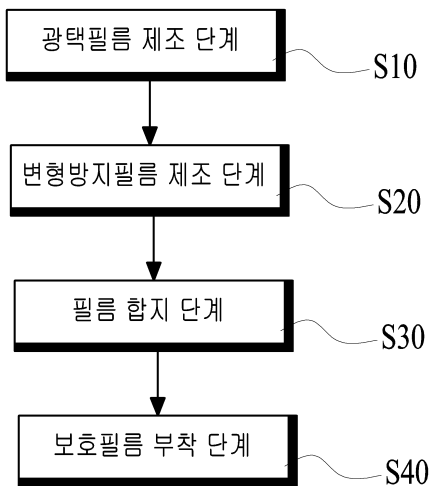 광택필름 제조 단계
S10
변형방지필름 제조 단계
S20
필름 합지 단계
S30
보호필름 부착 단계
S40